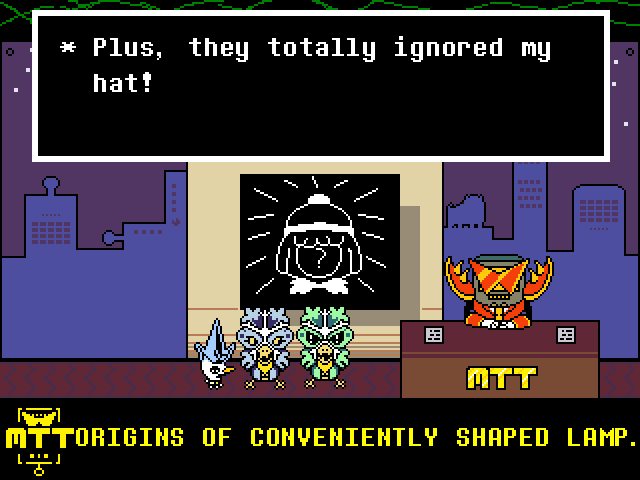 * Plus, they totally ignored my
hat!
?
MTT
MTT
ORIGINS OF CONVENIENTLY SHAPED LAMP.